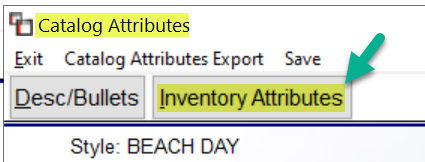 Catalog Attributes
Exit Catalog Attributes Export Save
Desc/Bullets Inventory Attributes
Style: BEACH DAY